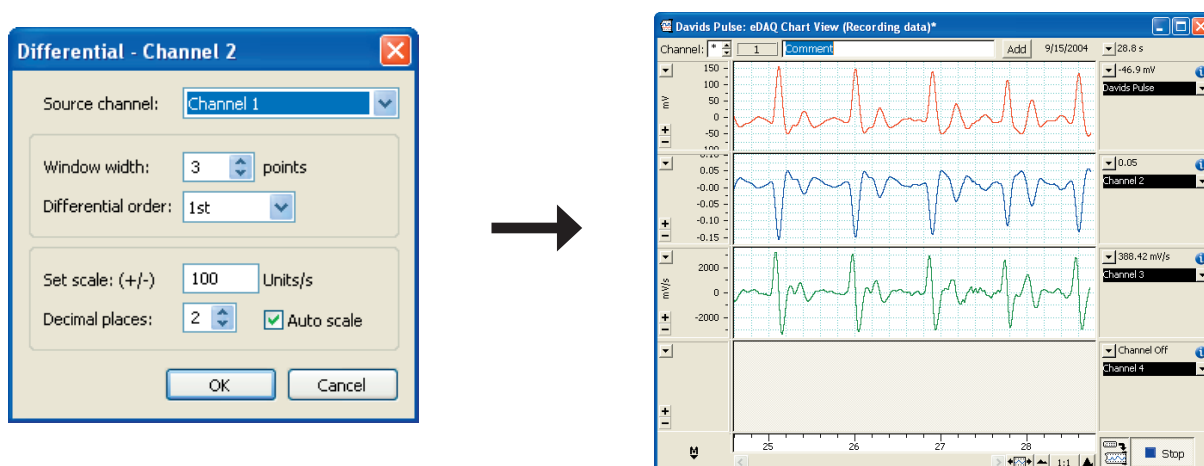 Differential - Channel 2
Source channel: Channel 1
Window width: 3 points
Differential order: 1st
Set scale: (+/-) 100 Units/s
Decimal places: 2 Auto scale
OK Cancel
Davids Pulse: eDAQ Chart View (Recording data)*
Channel: * 1 Comment Add 9/15/2004 28.8 s
150
100
50
0
-50
100
mV
-46.9 mV
Davids Pulse
0.10
0.05
-0.00
-0.05
-0.10
-0.15
0.05
Channel 2
2000
0
-2000
mV/s
388.42 mV/s
Channel 3
Channel Off
Channel 4
M
25 26 27 28
1:1
Stop